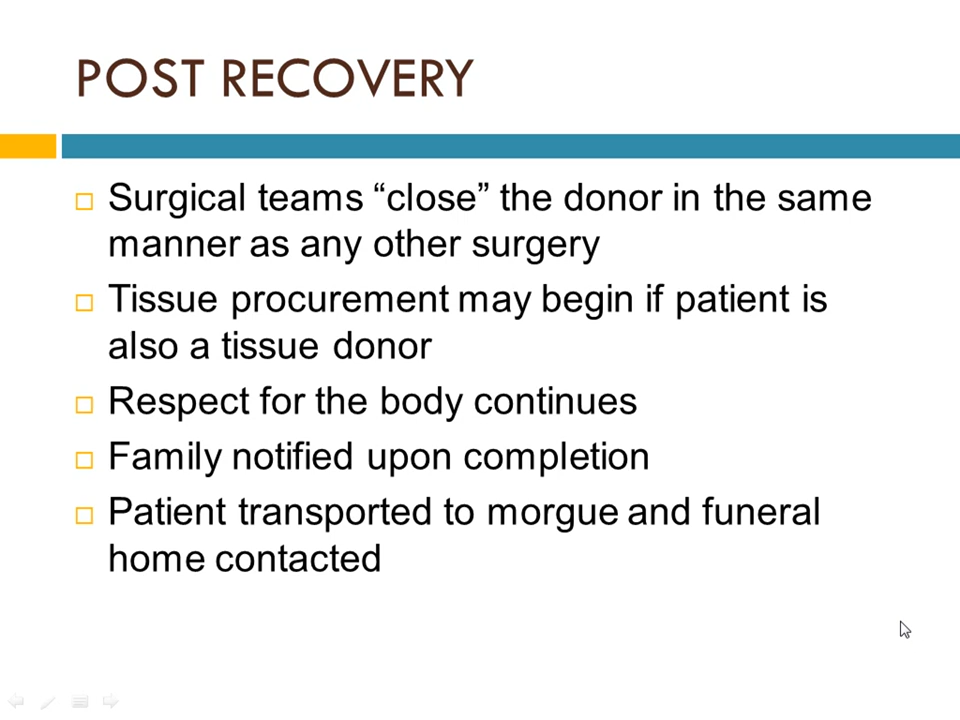 POST RECOVERY
Surgical teams “close” the donor in the same
manner as any other surgery
Tissue procurement may begin if patient is
also a tissue donor
Respect for the body continues
Family notified upon completion
Patient transported to morgue and funeral
home contacted